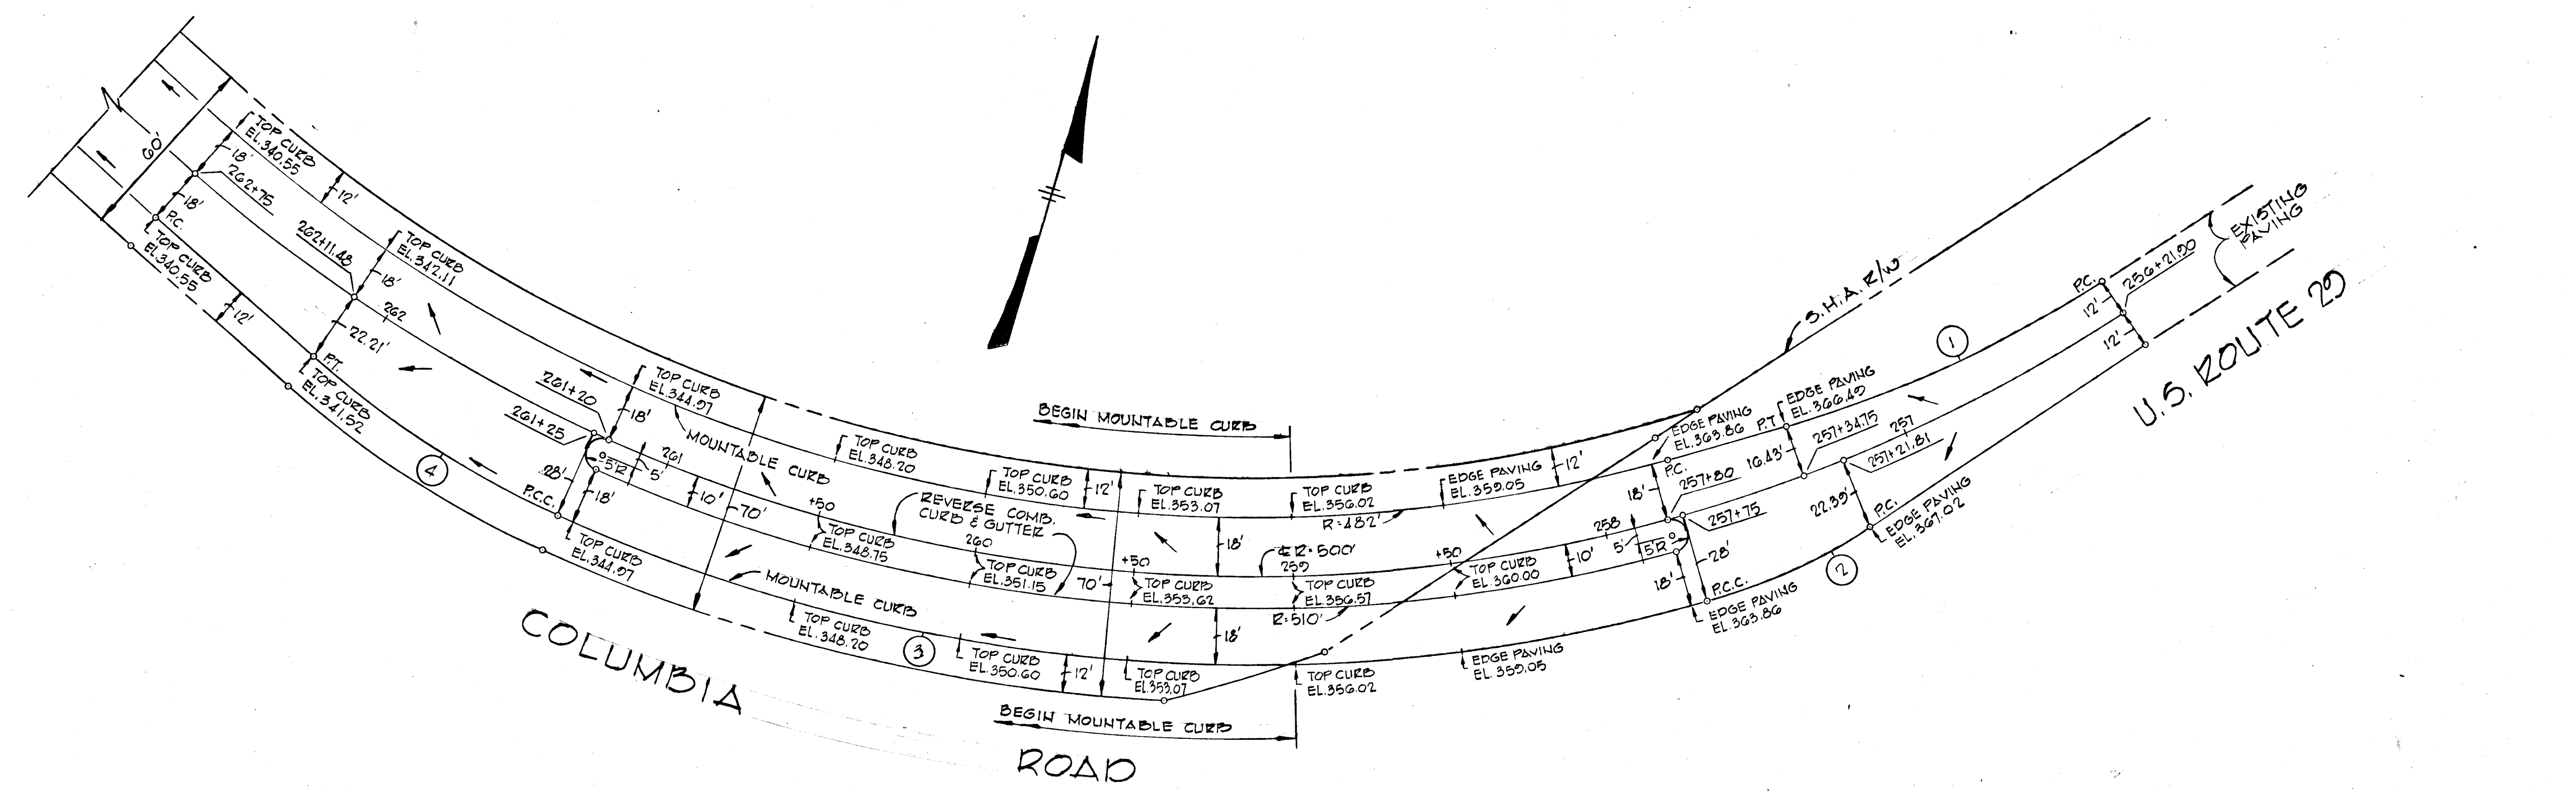 60'
TOP CURB
EL.340.55
18'
262+75
18'
P.C.
TOP CURB
EL.340.55
12'
12'
262+11.48
TOP CURB
EL.342.11
18'
262
22.21'
P.T.
TOP CURB
EL.341.52
4
261+20
261+25
TOP CURB
EL.344.97
18'
MOUNTABLE CURB
5'R
5'
261
28'
18'
P.C.C.
TOP CURB
EL.344.97
10'
70'
+50
TOP CURB
EL.348.20
TOP CURB
EL.348.75
REVERSE COMB.
CURB & GUTTER
260
TOP CURB
EL.351.15
MOUNTABLE CURB
TOP CURB
EL.348.20
3
TOP CURB
EL.350.60
12'
BEGIN MOUNTABLE CURB
TOP CURB
EL.350.60
12'
TOP CURB
EL.353.07
TOP CURB
EL.356.02
R=482'
EDGE PAVING
EL.359.05
12'
18'
70'
+50
TOP CURB
EL.353.62
℄ R=500'
259
TOP CURB
EL.356.57
R=510'
18'
TOP CURB
EL.353.07
TOP CURB
EL.356.02
BEGIN MOUNTABLE CURB
+50
TOP CURB
EL.360.00
EDGE PAVING
EL.359.05
10'
258
5'
5'R
18'
28'
18'
P.C.
257+80
257+75
P.C.C.
EDGE PAVING
EL.363.86
EDGE PAVING
EL.363.86
P.T
EDGE PAVING
EL.366.49
16.43'
257+34.75
257
257+21.81
22.39'
P.C.
EDGE PAVING
EL.367.02
2
1
S.H.A. R/W
P.C.
12'
12'
256+21.90
EXISTING
PAVING
U.S. ROUTE 29
COLUMBIA
ROAD